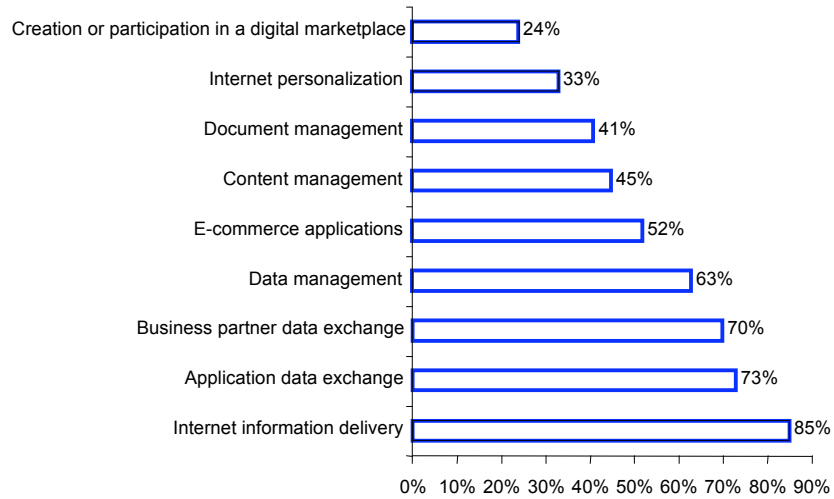 Creation or participation in a digital marketplace 24%
Internet personalization 33%
Document management 41%
Content management 45%
E-commerce applications 52%
Data management 63%
Business partner data exchange 70%
Application data exchange 73%
Internet information delivery 85%
0% 10% 20% 30% 40% 50% 60% 70% 80% 90%